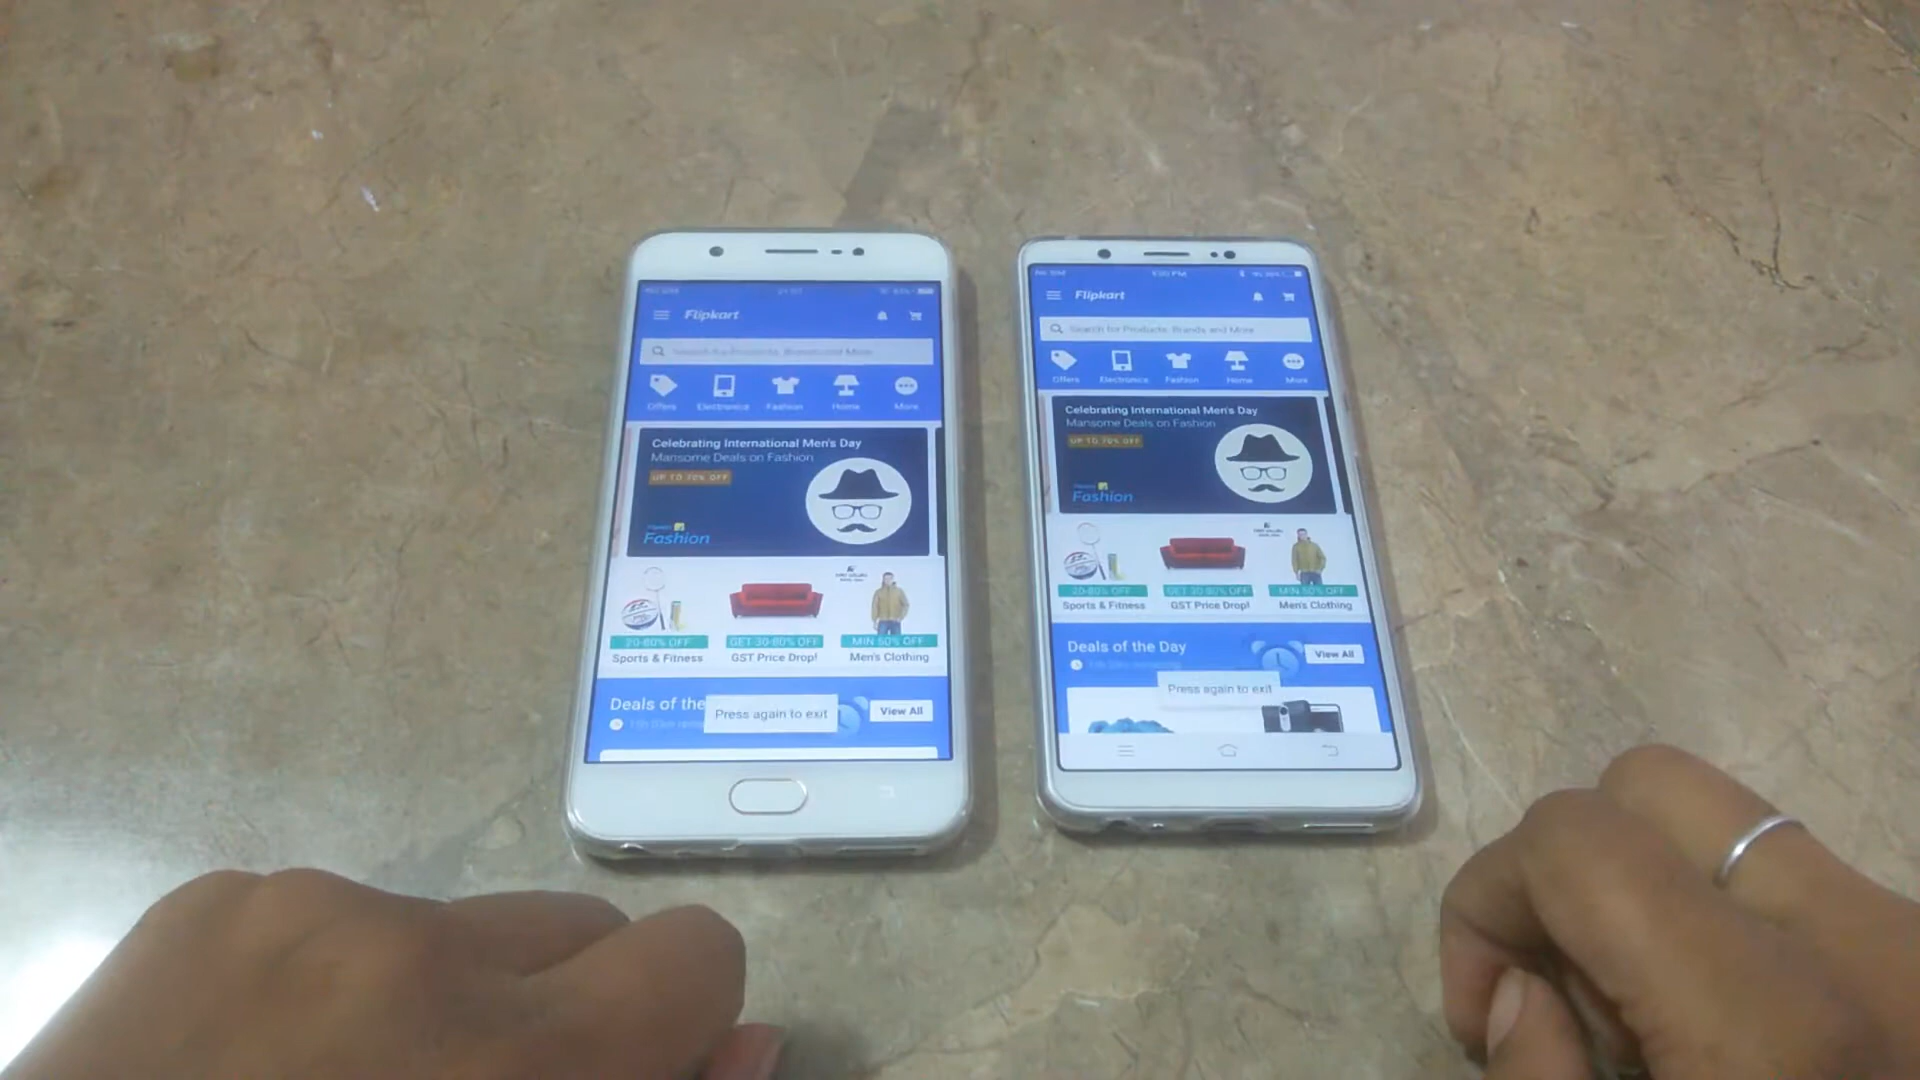 Flipkart
Offers Electronics Fashion Home More
Celebrating International Men's Day
Mansome Deals on Fashion
UP TO 70% OFF
Fashion
20-80% OFF GET 30-80% OFF MIN 50% OFF
Sports & Fitness GST Price Drop! Men's Clothing
Deals of the
View All
Press again to exit
Flipkart
Search for Products, Brands and More
Offers Electronics Fashion Home More
Celebrating International Men's Day
Mansome Deals on Fashion
UP TO 70% OFF
Fashion
20-80% OFF GET 30-80% OFF MIN 50% OFF
Sports & Fitness GST Price Drop! Men's Clothing
Deals of the Day
View All
Press again to exit